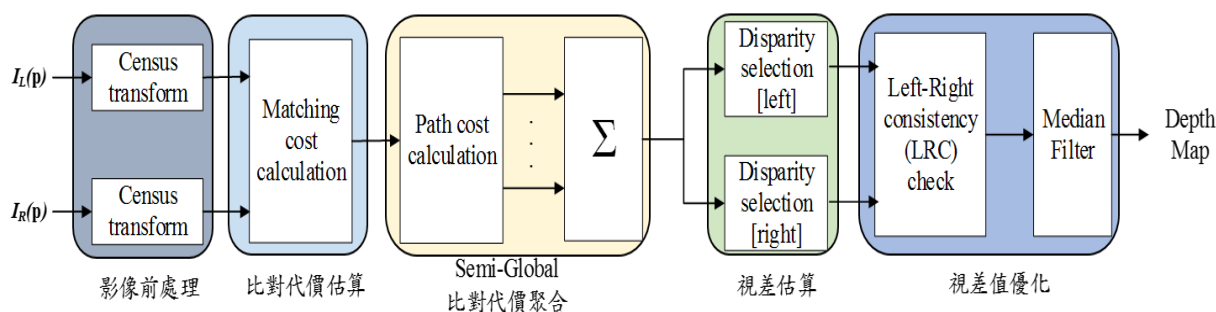 I_L(p)
Census
transform
I_R(p)
Census
transform
影像前處理
Matching
cost
calculation
比對代價估算
Path cost
calculation
Σ
Semi-Global
比對代價聚合
Disparity
selection
[left]
Disparity
selection
[right]
視差估算
Left-Right
consistency
(LRC)
check
Median
Filter
視差值優化
Depth
Map